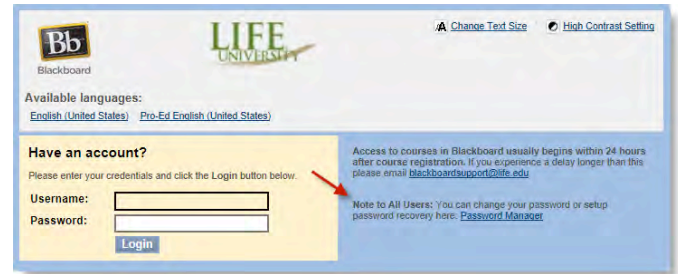 Bb
Blackboard
LIFE
UNIVERSITY
A Change Text Size High Contrast Setting
Available languages:
English (United States) Pro-Ed English (United States)
Have an account?
Please enter your credentials and click the Login button below.
Username:
Password:
Login
Access to courses in Blackboard usually begins within 24 hours
after course registration. If you experience a delay longer than this
please email blackboardsupport@life.edu
Note to All Users: You can change your password or setup
password recovery here. Password Manager